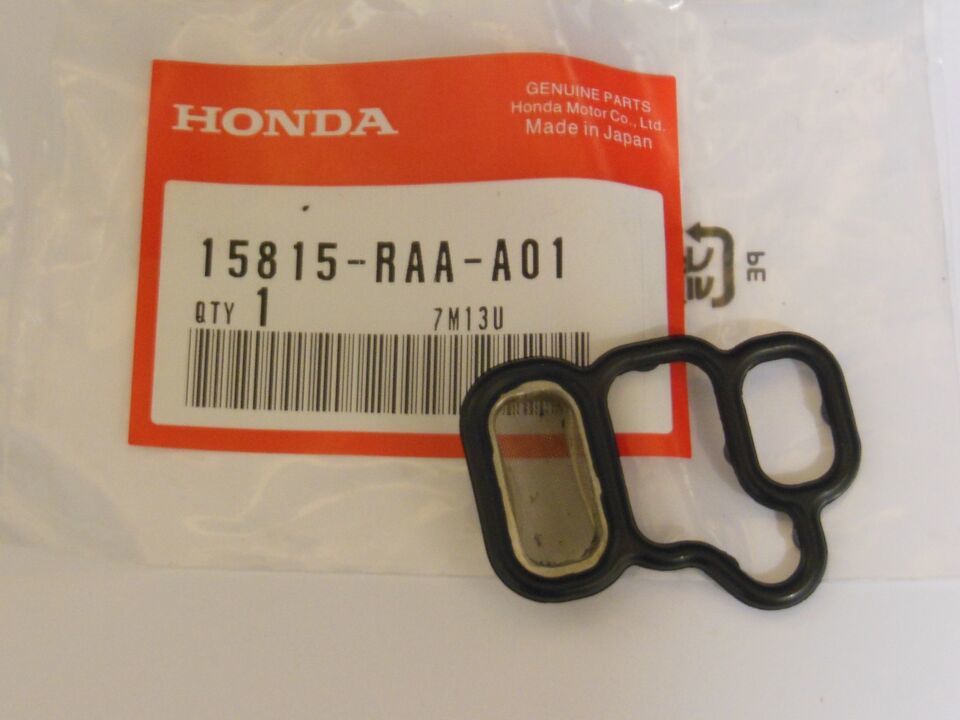 HONDA
GENUINE PARTS
Honda Motor Co., Ltd.
Made in Japan
15815-RAA-A01
QTY 1
7M13U
PE